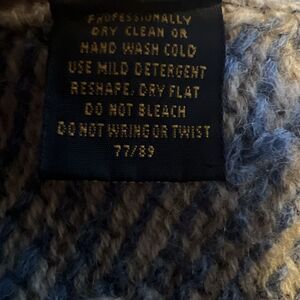 PROFESSIONALLY
DRY CLEAN OR
HAND WASH COLD
USE MILD DETERGENT
RESHAPE, DRY FLAT
DO NOT BLEACH
DO NOT WRING OR TWIST
77/89